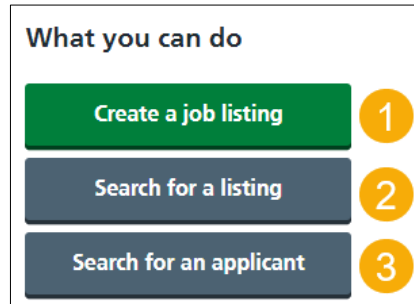 What you can do
Create a job listing 1
Search for a listing 2
Search for an applicant 3